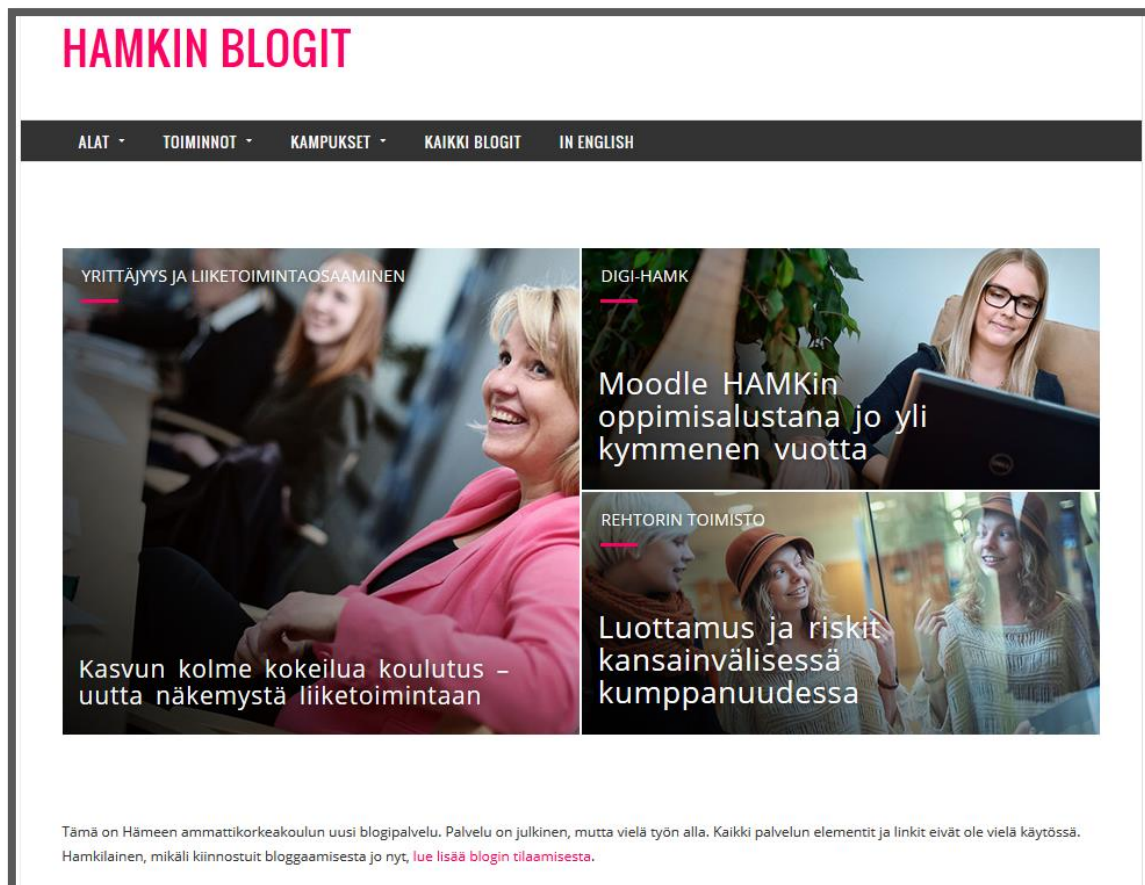 HAMKIN BLOGIT
ALAT TOIMINNOT KAMPUKSET KAIKKI BLOGIT IN ENGLISH
YRITTÄJYYS JA LIIKETOIMINTAOSAAMINEN
Kasvun kolme kokeilua koulutus –
uutta näkemystä liiketoimintaan
DIGI-HAMK
Moodle HAMKin
oppimisalustana jo yli
kymmenen vuotta
REHTORIN TOIMISTO
Luottamus ja riskit
kansainvälisessä
kumppanuudessa
Tämä on Hämeen ammattikorkeakoulun uusi blogipalvelu. Palvelu on julkinen, mutta vielä työn alla. Kaikki palvelun elementit ja linkit eivät ole vielä käytössä.
Hamkilainen, mikäli kiinnostuit bloggaamisesta jo nyt, lue lisää blogin tilaamisesta.